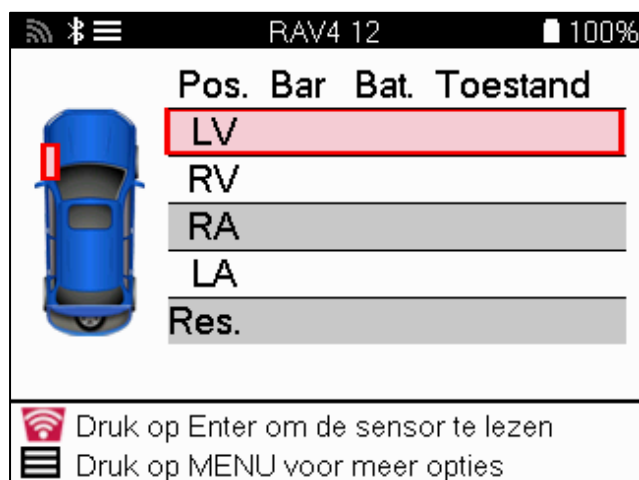 RAV4 12 100%
Pos. Bar Bat. Toestand
LV
RV
RA
LA
Res.
Druk op Enter om de sensor te lezen
Druk op MENU voor meer opties